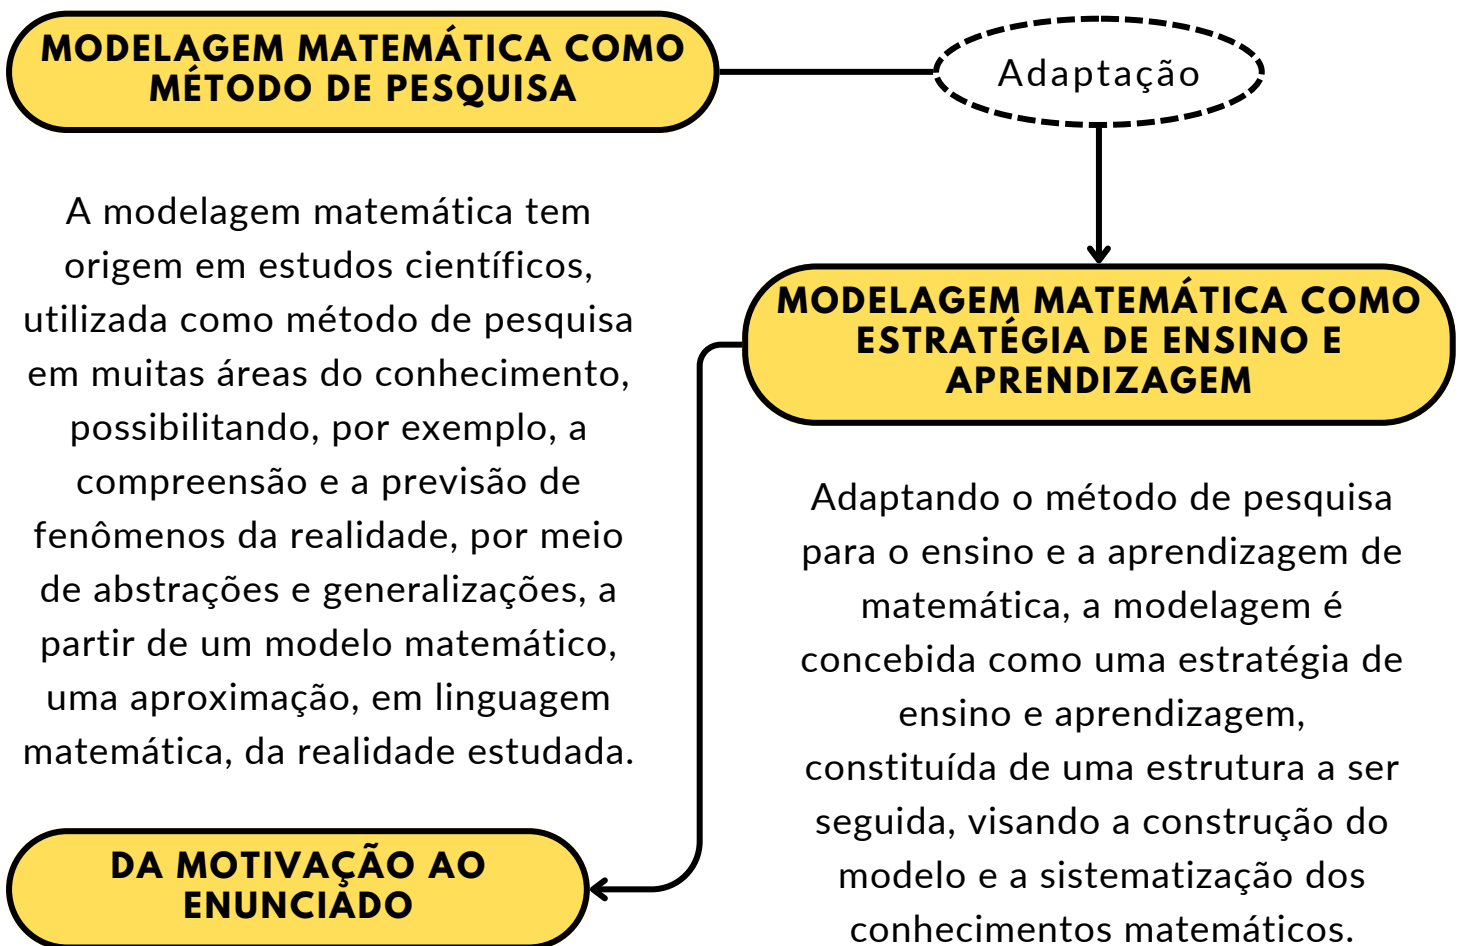 MODELAGEM MATEMÁTICA COMO
MÉTODO DE PESQUISA
Adaptação
A modelagem matemática tem
origem em estudos científicos,
utilizada como método de pesquisa
em muitas áreas do conhecimento,
possibilitando, por exemplo, a
compreensão e a previsão de
fenômenos da realidade, por meio
de abstrações e generalizações, a
partir de um modelo matemático,
uma aproximação, em linguagem
matemática, da realidade estudada.
MODELAGEM MATEMÁTICA COMO
ESTRATÉGIA DE ENSINO E
APRENDIZAGEM
Adaptando o método de pesquisa
para o ensino e a aprendizagem de
matemática, a modelagem é
concebida como uma estratégia de
ensino e aprendizagem,
constituída de uma estrutura a ser
seguida, visando a construção do
modelo e a sistematização dos
conhecimentos matemáticos.
DA MOTIVAÇÃO AO
ENUNCIADO